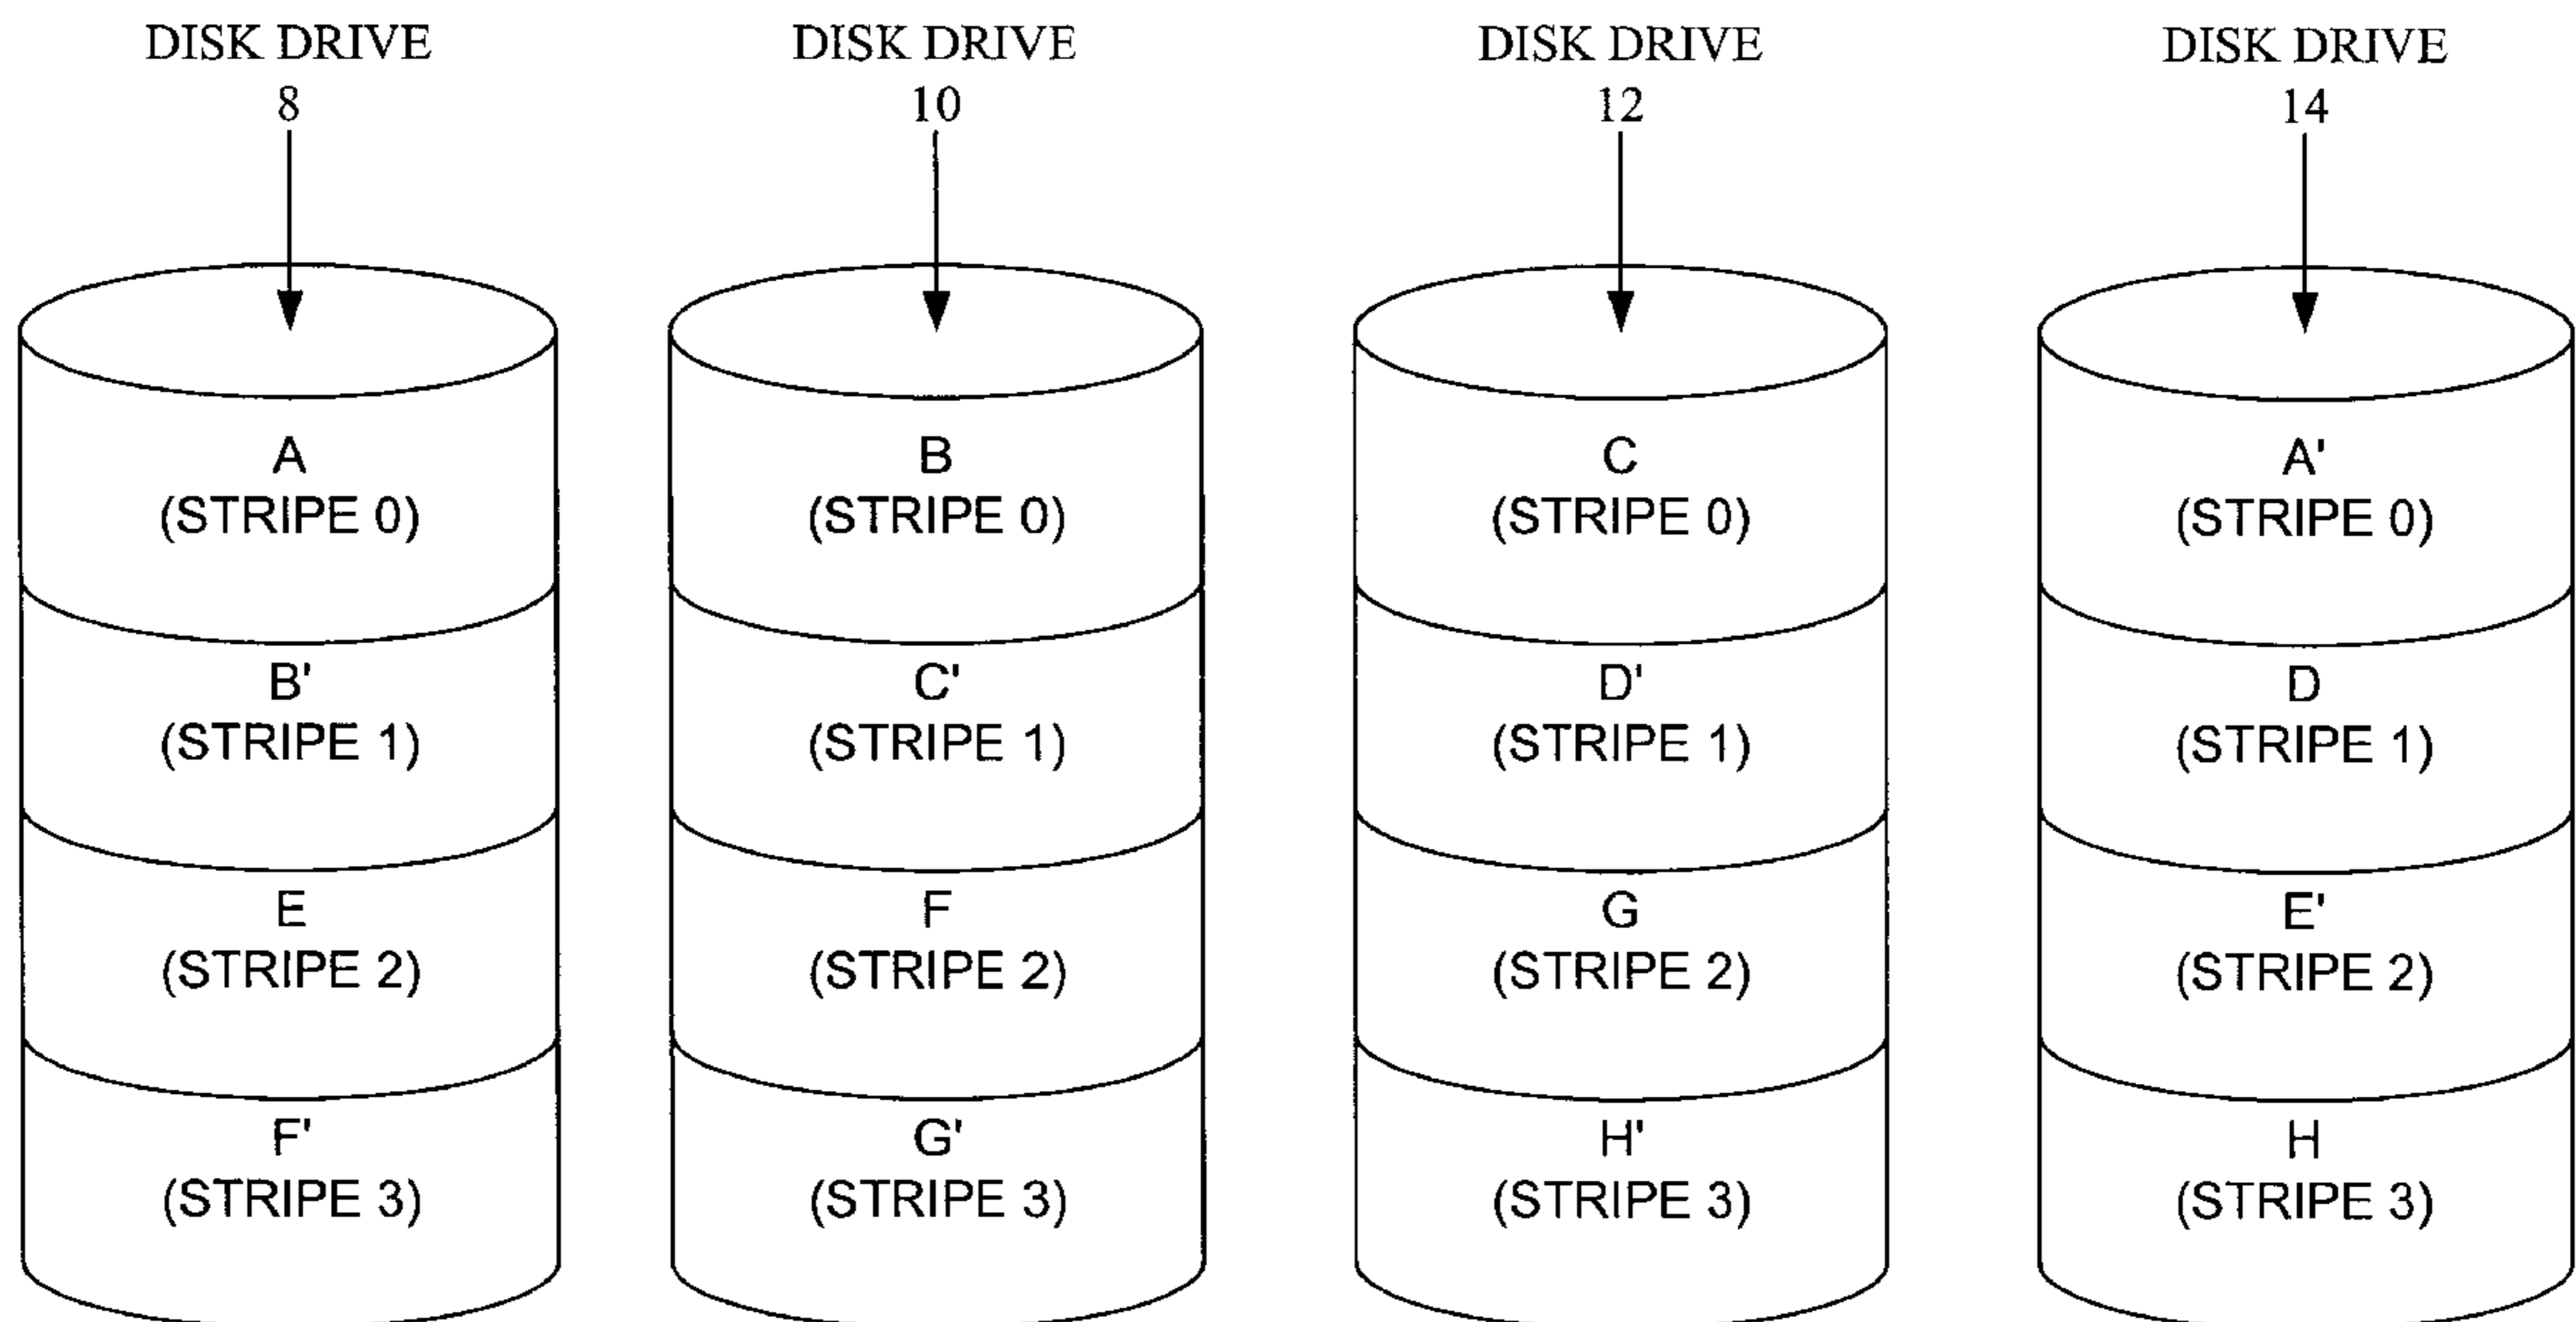 DISK DRIVE
8
DISK DRIVE
10
DISK DRIVE
12
DISK DRIVE
14
A
(STRIPE 0)
B
(STRIPE 0)
C
(STRIPE 0)
A'
(STRIPE 0)
B'
(STRIPE 1)
C'
(STRIPE 1)
D'
(STRIPE 1)
D
(STRIPE 1)
E
(STRIPE 2)
F
(STRIPE 2)
G
(STRIPE 2)
E'
(STRIPE 2)
F'
(STRIPE 3)
G'
(STRIPE 3)
H'
(STRIPE 3)
H
(STRIPE 3)